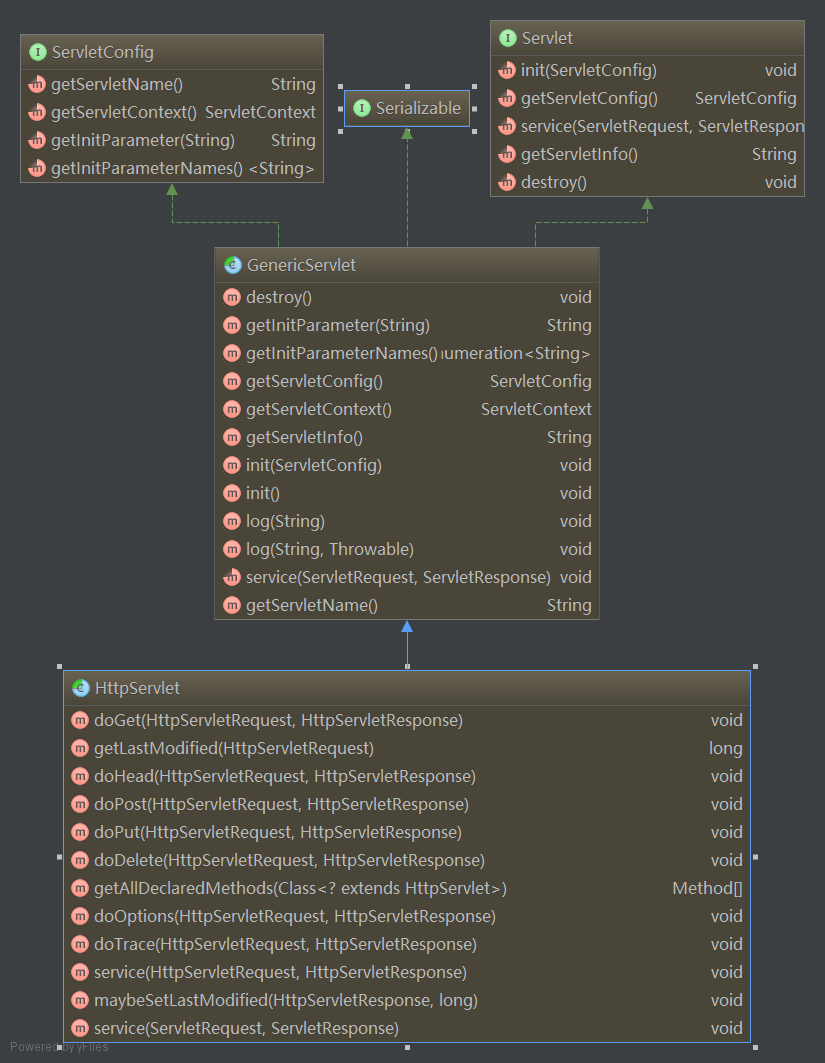 ServletConfig
getServletName() String
getServletContext() ServletContext
getInitParameter(String) String
getInitParameterNames() <String>
Serializable
Servlet
init(ServletConfig) void
getServletConfig() ServletConfig
service(ServletRequest, ServletRespon
getServletInfo() String
destroy() void
GenericServlet
destroy() void
getInitParameter(String) String
getInitParameterNames() umeration<String>
getServletConfig() ServletConfig
getServletContext() ServletContext
getServletInfo() String
init(ServletConfig) void
init() void
log(String) void
log(String, Throwable) void
service(ServletRequest, ServletResponse) void
getServletName() String
HttpServlet
doGet(HttpServletRequest, HttpServletResponse) void
getLastModified(HttpServletRequest) long
doHead(HttpServletRequest, HttpServletResponse) void
doPost(HttpServletRequest, HttpServletResponse) void
doPut(HttpServletRequest, HttpServletResponse) void
doDelete(HttpServletRequest, HttpServletResponse) void
getAllDeclaredMethods(Class<? extends HttpServlet>) Method[]
doOptions(HttpServletRequest, HttpServletResponse) void
doTrace(HttpServletRequest, HttpServletResponse) void
service(HttpServletRequest, HttpServletResponse) void
maybeSetLastModified(HttpServletResponse, long) void
service(ServletRequest, ServletResponse) void
Powered by yFiles